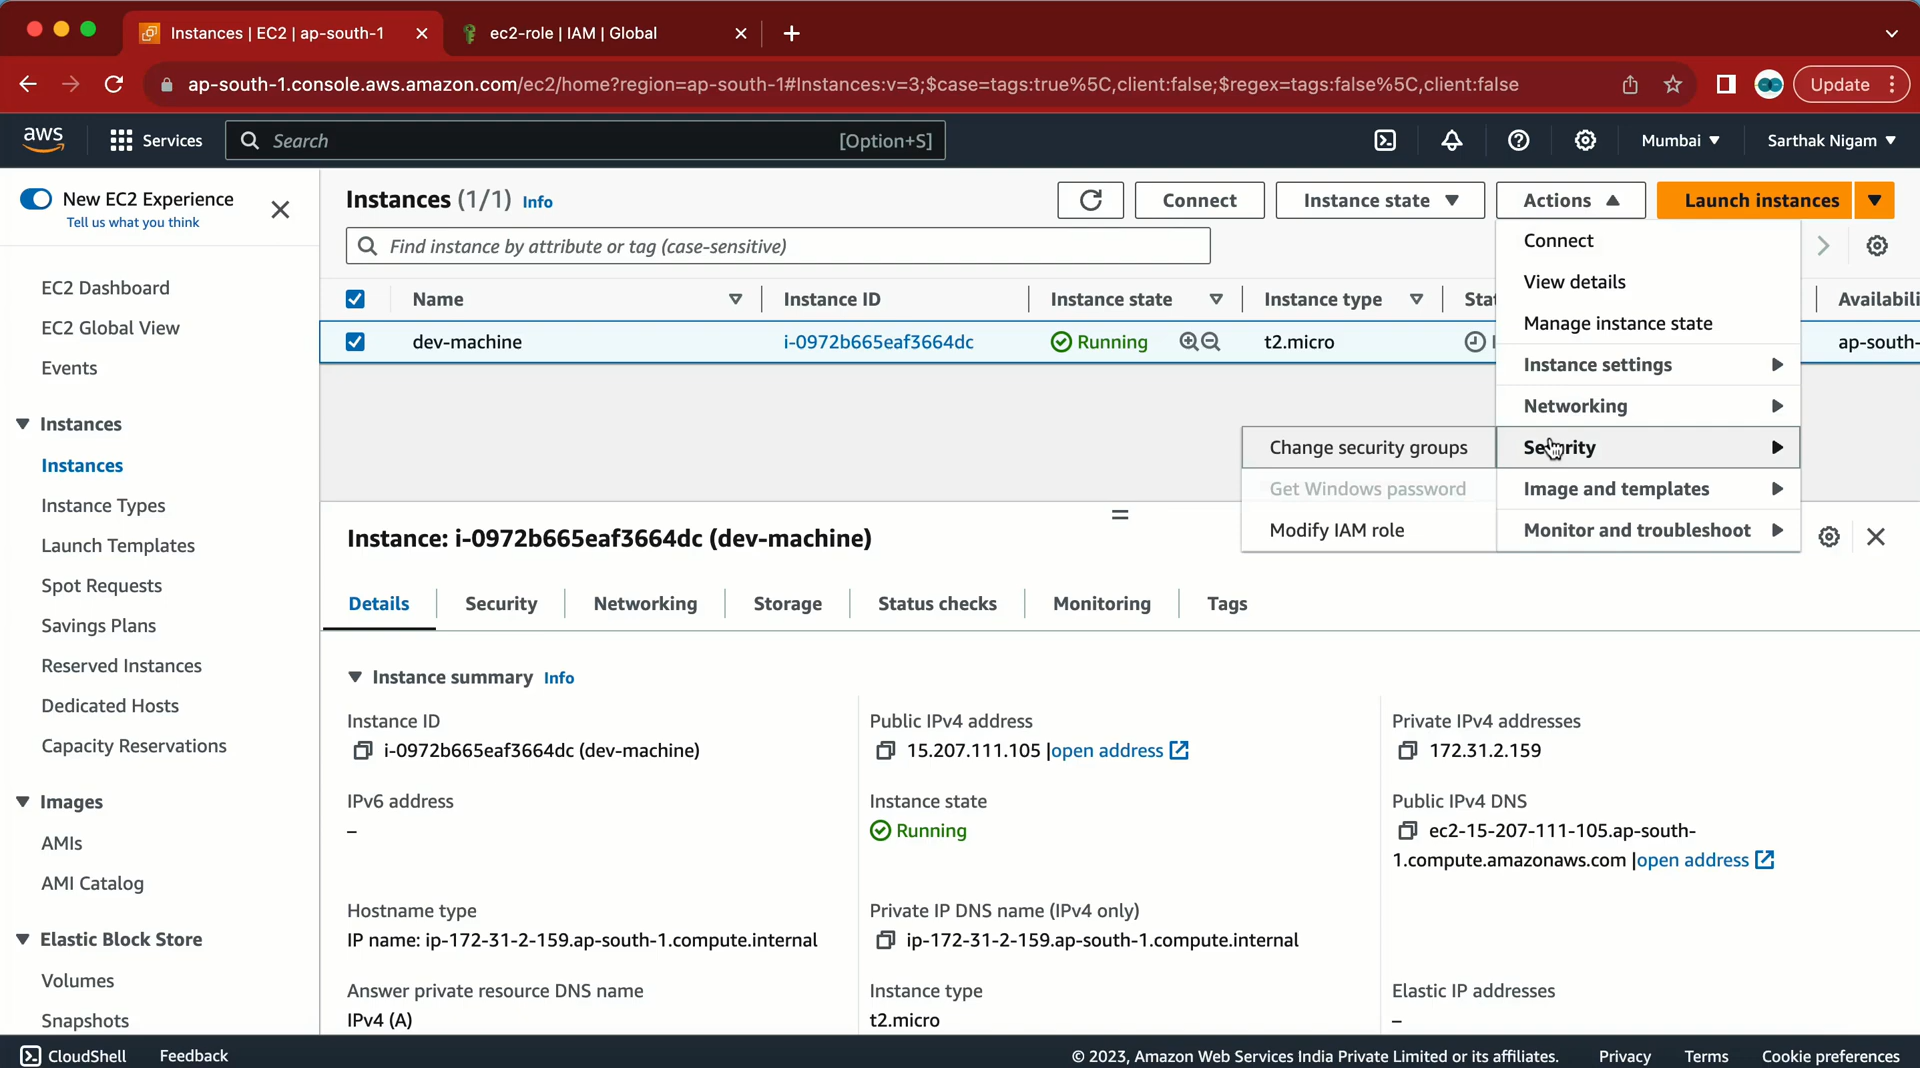 Instances | EC2 | ap-south-1
ec2-role | IAM | Global
ap-south-1.console.aws.amazon.com/ec2/home?region=ap-south-1#Instances:v=3;$case=tags:true%5C,client:false;$regex=tags:false%5C,client:false
Update
aws
Services
Search
[Option+S]
Mumbai
Sarthak Nigam
New EC2 Experience
Tell us what you think
EC2 Dashboard
EC2 Global View
Events
Instances
Instances
Instance Types
Launch Templates
Spot Requests
Savings Plans
Reserved Instances
Dedicated Hosts
Capacity Reservations
Images
AMIs
AMI Catalog
Elastic Block Store
Volumes
Snapshots
Instances (1/1) Info
Connect
Instance state
Actions
Launch instances
Find instance by attribute or tag (case-sensitive)
Name
Instance ID
Instance state
Instance type
Stat
Availabili
dev-machine
i-0972b665eaf3664dc
Running
t2.micro
ap-south-
Connect
View details
Manage instance state
Instance settings
Networking
Security
Image and templates
Monitor and troubleshoot
Change security groups
Get Windows password
Modify IAM role
Instance: i-0972b665eaf3664dc (dev-machine)
Details
Security
Networking
Storage
Status checks
Monitoring
Tags
Instance summary Info
Instance ID
i-0972b665eaf3664dc (dev-machine)
Public IPv4 address
15.207.111.105 |open address
Private IPv4 addresses
172.31.2.159
IPv6 address
–
Instance state
Running
Public IPv4 DNS
ec2-15-207-111-105.ap-south-
1.compute.amazonaws.com |open address
Hostname type
IP name: ip-172-31-2-159.ap-south-1.compute.internal
Private IP DNS name (IPv4 only)
ip-172-31-2-159.ap-south-1.compute.internal
Answer private resource DNS name
IPv4 (A)
Instance type
t2.micro
Elastic IP addresses
–
CloudShell
Feedback
© 2023, Amazon Web Services India Private Limited or its affiliates.
Privacy
Terms
Cookie preferences